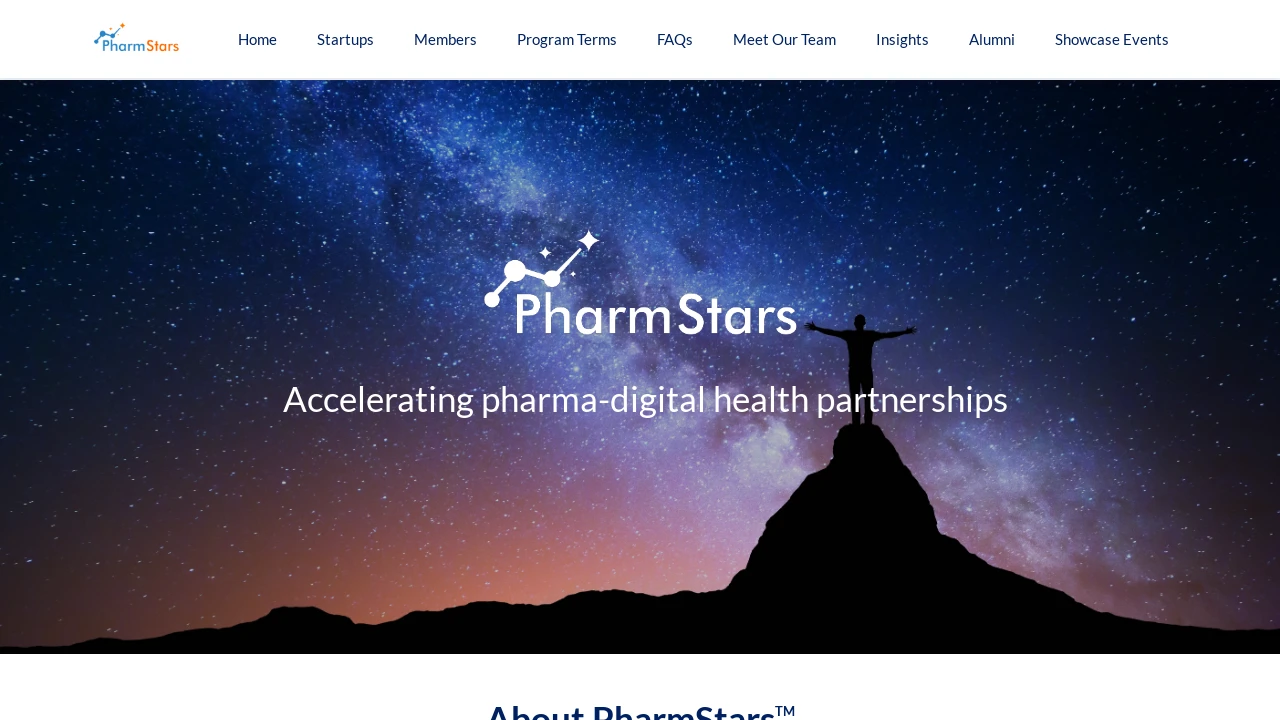 PharmStars
Home
Startups
Members
Program Terms
FAQs
Meet Our Team
Insights
Alumni
Showcase Events
PharmStars
Accelerating pharma-digital health partnerships
About PharmStars™